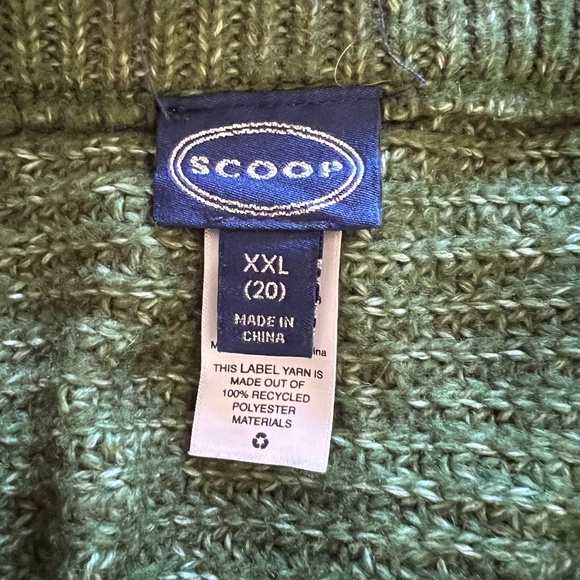 SCOOP
XXL
(20)
MADE IN
CHINA
THIS LABEL YARN IS
MADE OUT OF
100% RECYCLED
POLYESTER
MATERIALS